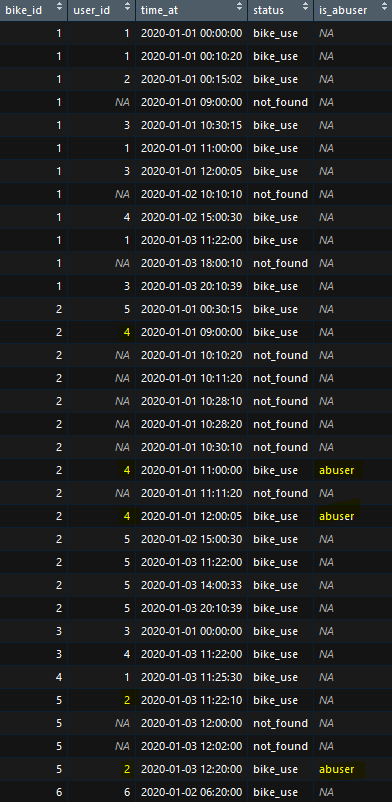 bike_id user_id time_at status is_abuser
1 1 2020-01-01 00:00:00 bike_use NA
1 1 2020-01-01 00:10:20 bike_use NA
1 2 2020-01-01 00:15:02 bike_use NA
1 NA 2020-01-01 09:00:00 not_found NA
1 3 2020-01-01 10:30:15 bike_use NA
1 1 2020-01-01 11:00:00 bike_use NA
1 3 2020-01-01 12:00:05 bike_use NA
1 NA 2020-01-02 10:10:10 not_found NA
1 4 2020-01-02 15:00:30 bike_use NA
1 1 2020-01-03 11:22:00 bike_use NA
1 NA 2020-01-03 18:00:10 not_found NA
1 3 2020-01-03 20:10:39 bike_use NA
2 5 2020-01-01 00:30:15 bike_use NA
2 4 2020-01-01 09:00:00 bike_use NA
2 NA 2020-01-01 10:10:20 not_found NA
2 NA 2020-01-01 10:11:20 not_found NA
2 NA 2020-01-01 10:28:10 not_found NA
2 NA 2020-01-01 10:28:20 not_found NA
2 NA 2020-01-01 10:30:10 not_found NA
2 4 2020-01-01 11:00:00 bike_use abuser
2 NA 2020-01-01 11:11:20 not_found NA
2 4 2020-01-01 12:00:05 bike_use abuser
2 5 2020-01-02 15:00:30 bike_use NA
2 5 2020-01-03 11:22:00 bike_use NA
2 5 2020-01-03 14:00:33 bike_use NA
2 5 2020-01-03 20:10:39 bike_use NA
3 3 2020-01-01 00:00:00 bike_use NA
3 4 2020-01-03 11:22:00 bike_use NA
4 1 2020-01-03 11:25:30 bike_use NA
5 2 2020-01-03 11:22:10 bike_use NA
5 NA 2020-01-03 12:00:00 not_found NA
5 NA 2020-01-03 12:02:00 not_found NA
5 2 2020-01-03 12:20:00 bike_use abuser
6 6 2020-01-02 06:20:00 bike_use NA